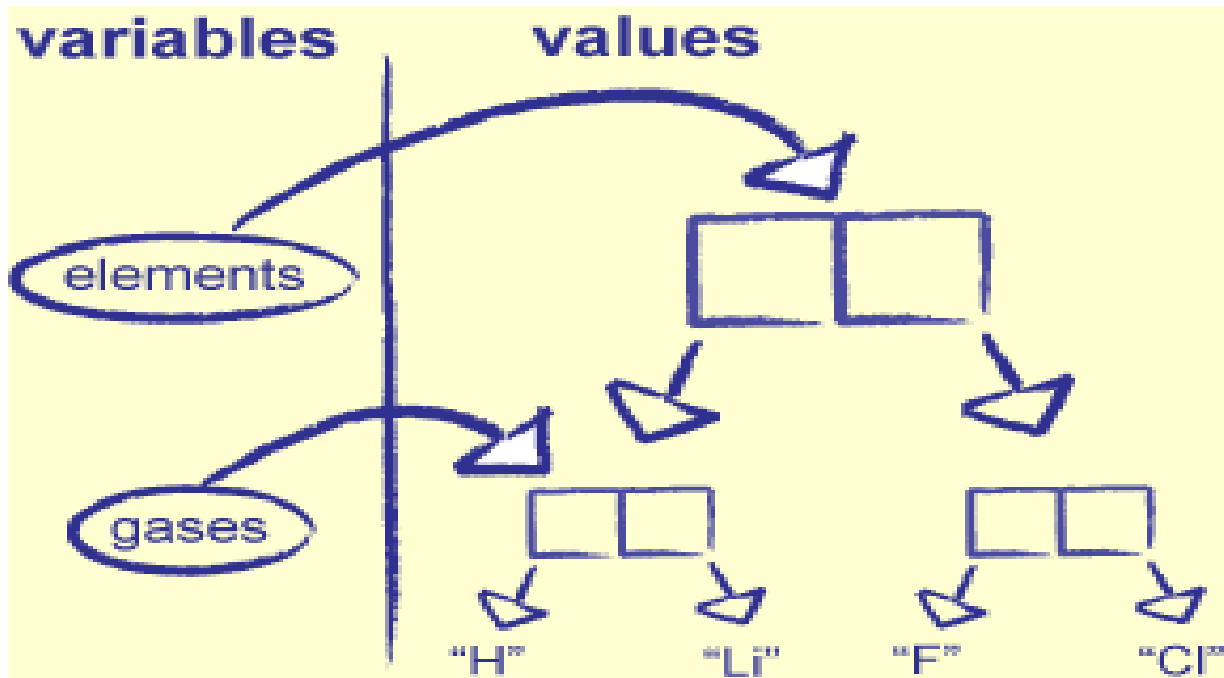 variables values
elements
gases
“H” “Li” “F” “Cl”